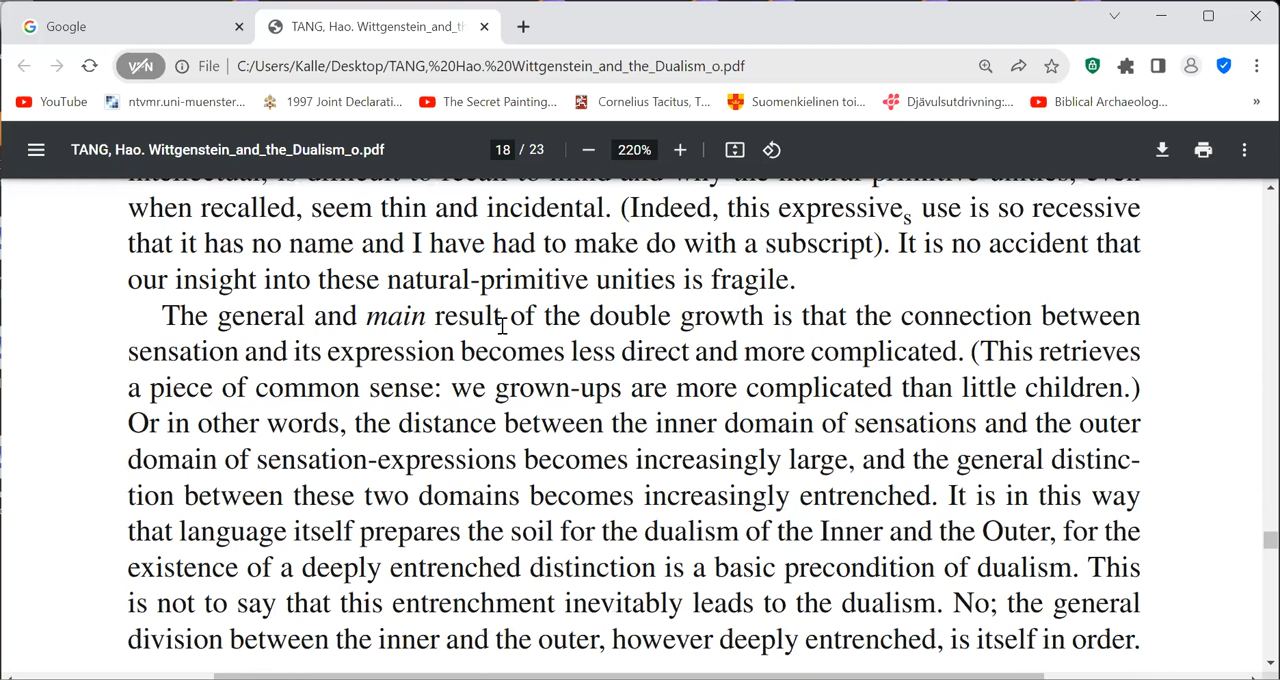 Google
TANG, Hao. Wittgenstein_and_th
File C:/Users/Kalle/Desktop/TANG,%20Hao.%20Wittgenstein_and_the_Dualism_o.pdf
YouTube ntvmr.uni-muenster... 1997 Joint Declarati... The Secret Painting... Cornelius Tacitus, T... Suomenkielinen toi... Djävulsutdrivning:... Biblical Archaeolog... »
TANG, Hao. Wittgenstein_and_the_Dualism_o.pdf 18 / 23 — 220% +
intellectual, is difficult to recall to mind and why the natural-primitive unities, even
when recalled, seem thin and incidental. (Indeed, this expressiveₛ use is so recessive
that it has no name and I have had to make do with a subscript). It is no accident that
our insight into these natural-primitive unities is fragile.
The general and main result of the double growth is that the connection between
sensation and its expression becomes less direct and more complicated. (This retrieves
a piece of common sense: we grown-ups are more complicated than little children.)
Or in other words, the distance between the inner domain of sensations and the outer
domain of sensation-expressions becomes increasingly large, and the general distinc-
tion between these two domains becomes increasingly entrenched. It is in this way
that language itself prepares the soil for the dualism of the Inner and the Outer, for the
existence of a deeply entrenched distinction is a basic precondition of dualism. This
is not to say that this entrenchment inevitably leads to the dualism. No; the general
division between the inner and the outer, however deeply entrenched, is itself in order.